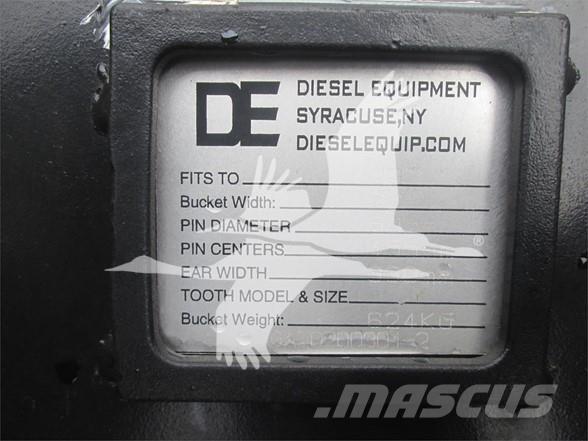 DE DIESEL EQUIPMENT
SYRACUSE,NY
DIESELEQUIP.COM
FITS TO
Bucket Width:
PIN DIAMETER
PIN CENTERS
EAR WIDTH
TOOTH MODEL & SIZE
Bucket Weight: 624KG
MASCUS